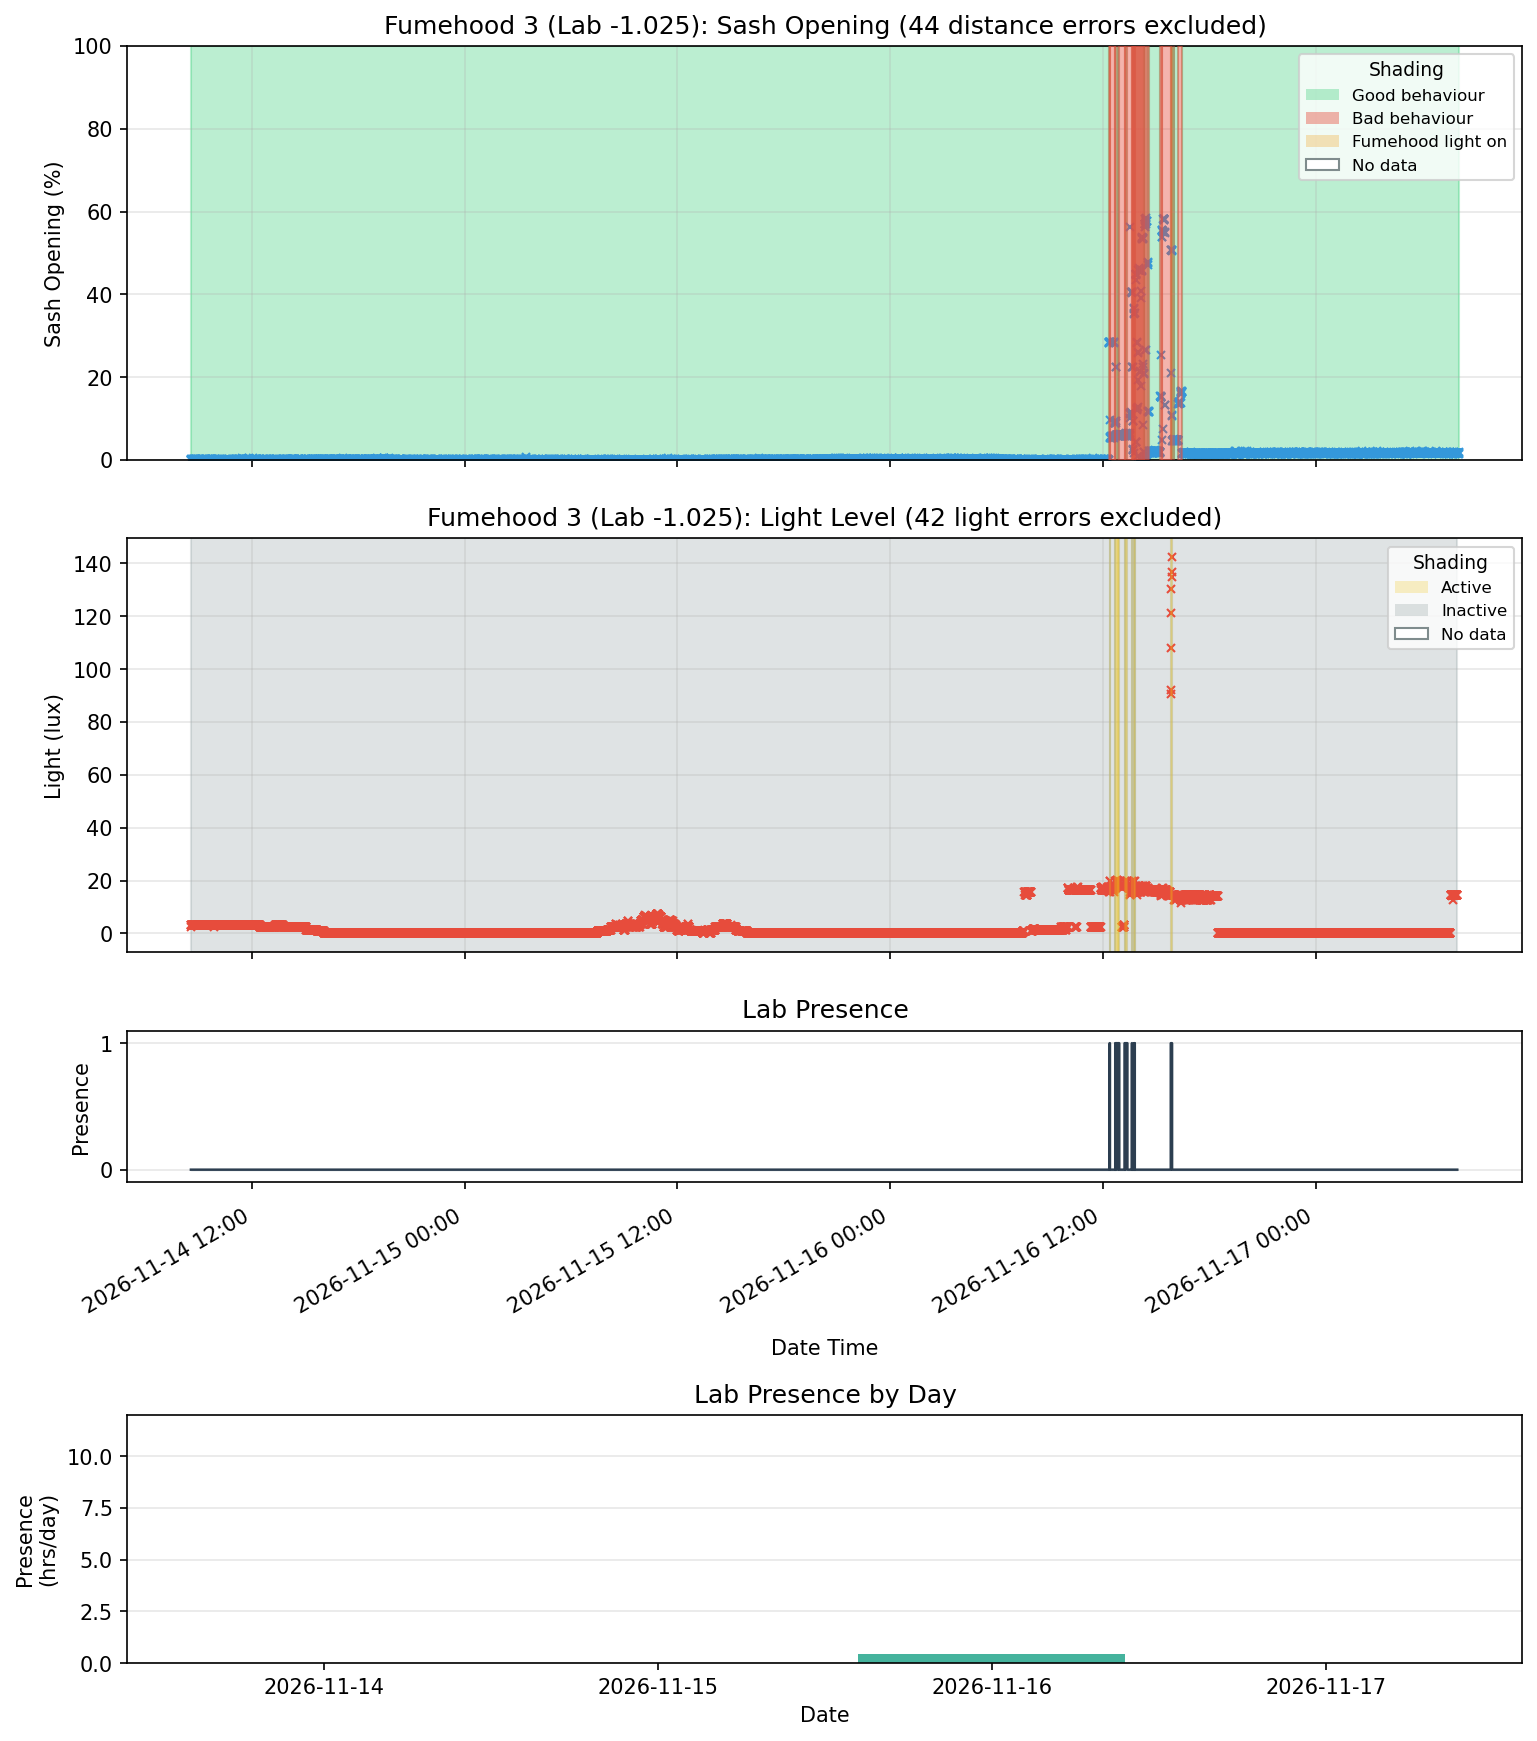 Fumehood 3 (Lab -1.025): Sash Opening (44 distance errors excluded)
100
80
60
40
20
0
Sash Opening (%)
Shading
Good behaviour
Bad behaviour
Fumehood light on
No data
Fumehood 3 (Lab -1.025): Light Level (42 light errors excluded)
140
120
100
80
60
40
20
0
Light (lux)
Shading
Active
Inactive
No data
Lab Presence
1
0
Presence
2026-11-14 12:00
2026-11-15 00:00
2026-11-15 12:00
2026-11-16 00:00
2026-11-16 12:00
2026-11-17 00:00
Date Time
Lab Presence by Day
10.0
7.5
5.0
2.5
0.0
Presence
(hrs/day)
2026-11-14
2026-11-15
2026-11-16
2026-11-17
Date